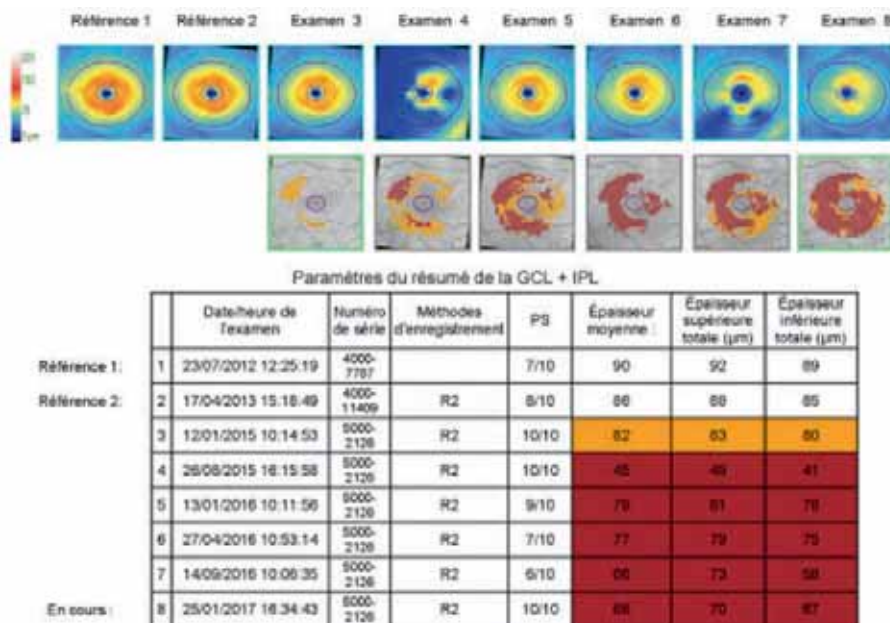 Référence 1 Référence 2 Examen 3 Examen 4 Examen 5 Examen 6 Examen 7 Examen 8
Paramètres du résumé de la GCL + IPL
Date/heure de l'examen Numéro de série Méthodes d'enregistrement PS Épaisseur moyenne : Épaisseur supérieure totale (µm) Épaisseur inférieure totale (µm)
Référence 1: 1 23/07/2012 12:25:19 4000-7787 7/10 90 92 89
Référence 2: 2 17/04/2013 15:18:49 4000-11409 R2 8/10 86 88 85
3 12/01/2015 10:14:53 5000-2126 R2 10/10 82 83 80
4 26/08/2015 16:15:58 5000-2126 R2 10/10 45 49 41
5 13/01/2016 10:11:56 5000-2126 R2 9/10 79 81 78
6 27/04/2016 10:53:14 5000-2126 R2 7/10 77 79 75
7 14/09/2016 10:06:35 5000-2126 R2 6/10 66 73 58
En cours : 8 25/01/2017 16:34:43 5000-2126 R2 10/10 68 70 67